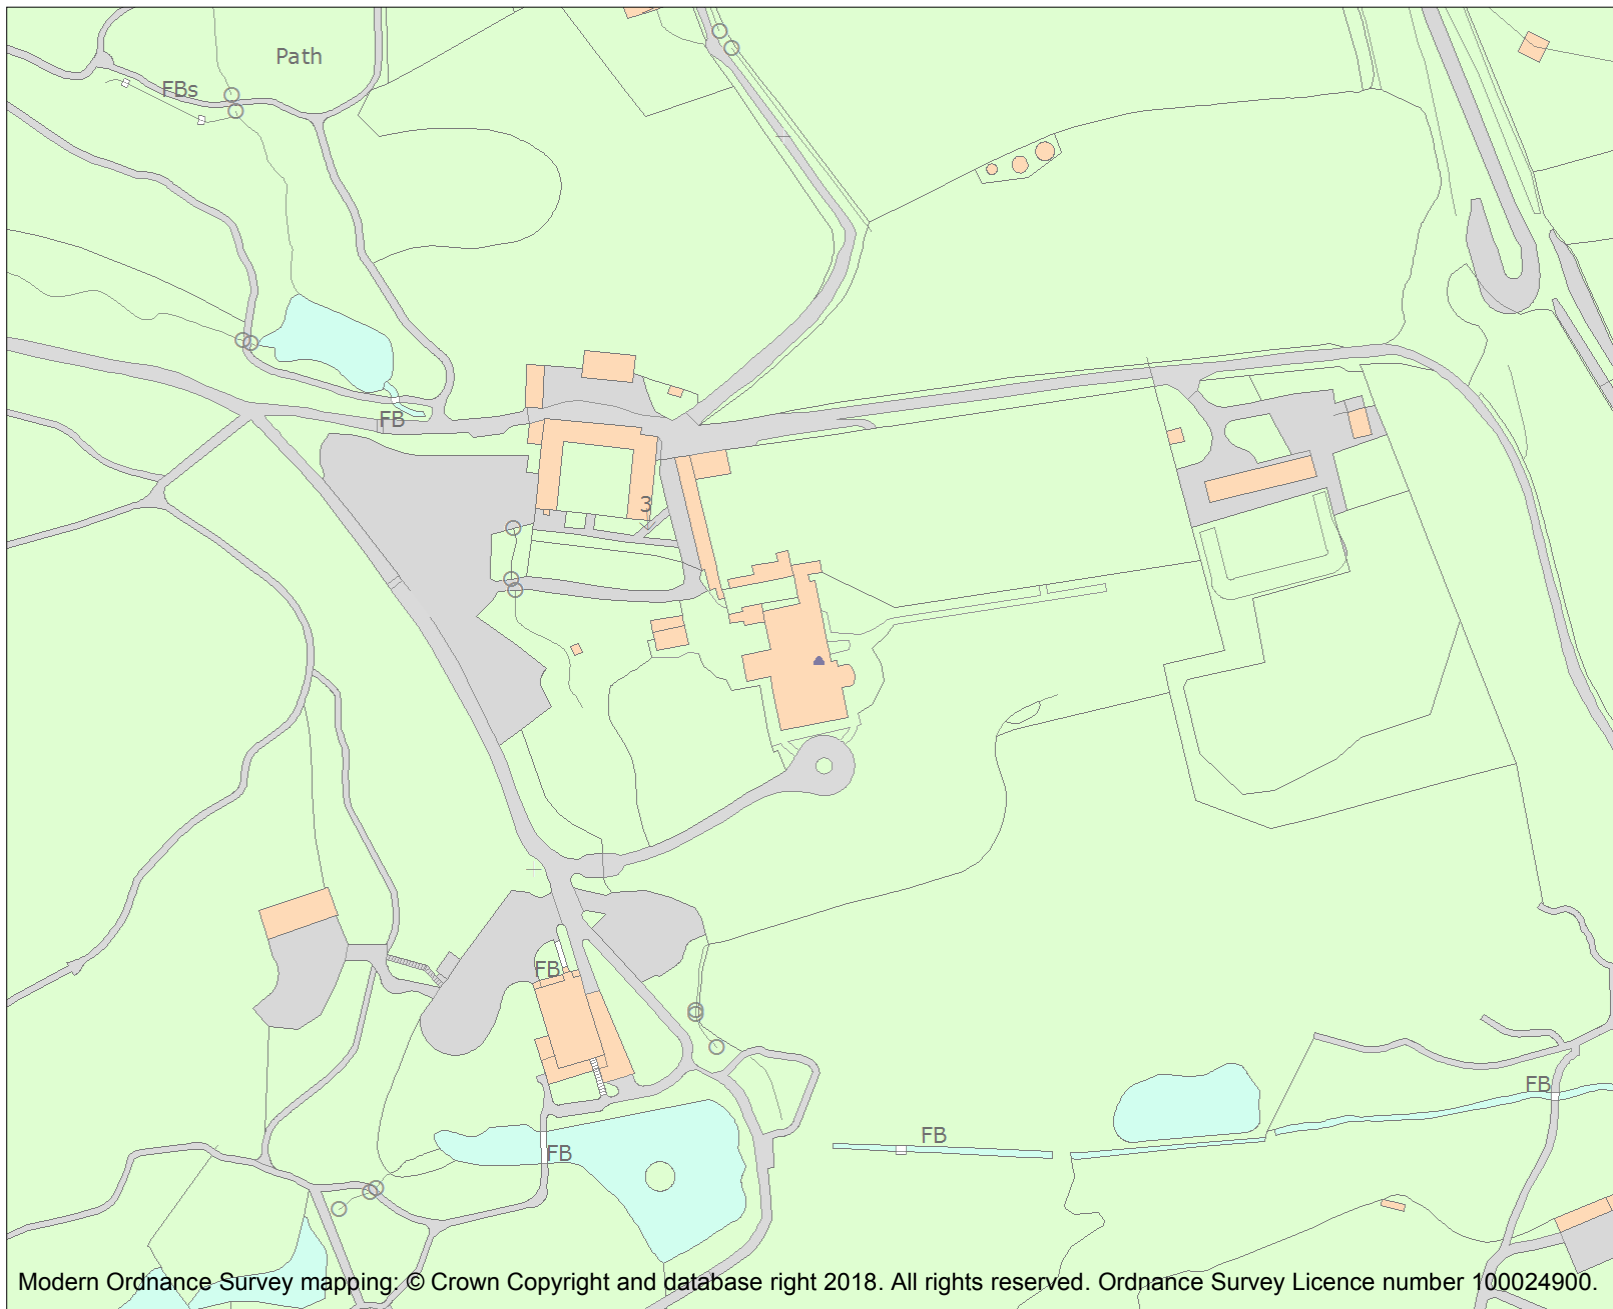 Path
FBs
FB
3
FB
FB
FB
FB
Modern Ordnance Survey mapping: © Crown Copyright and database right 2018. All rights reserved. Ordnance Survey Licence number 100024900.